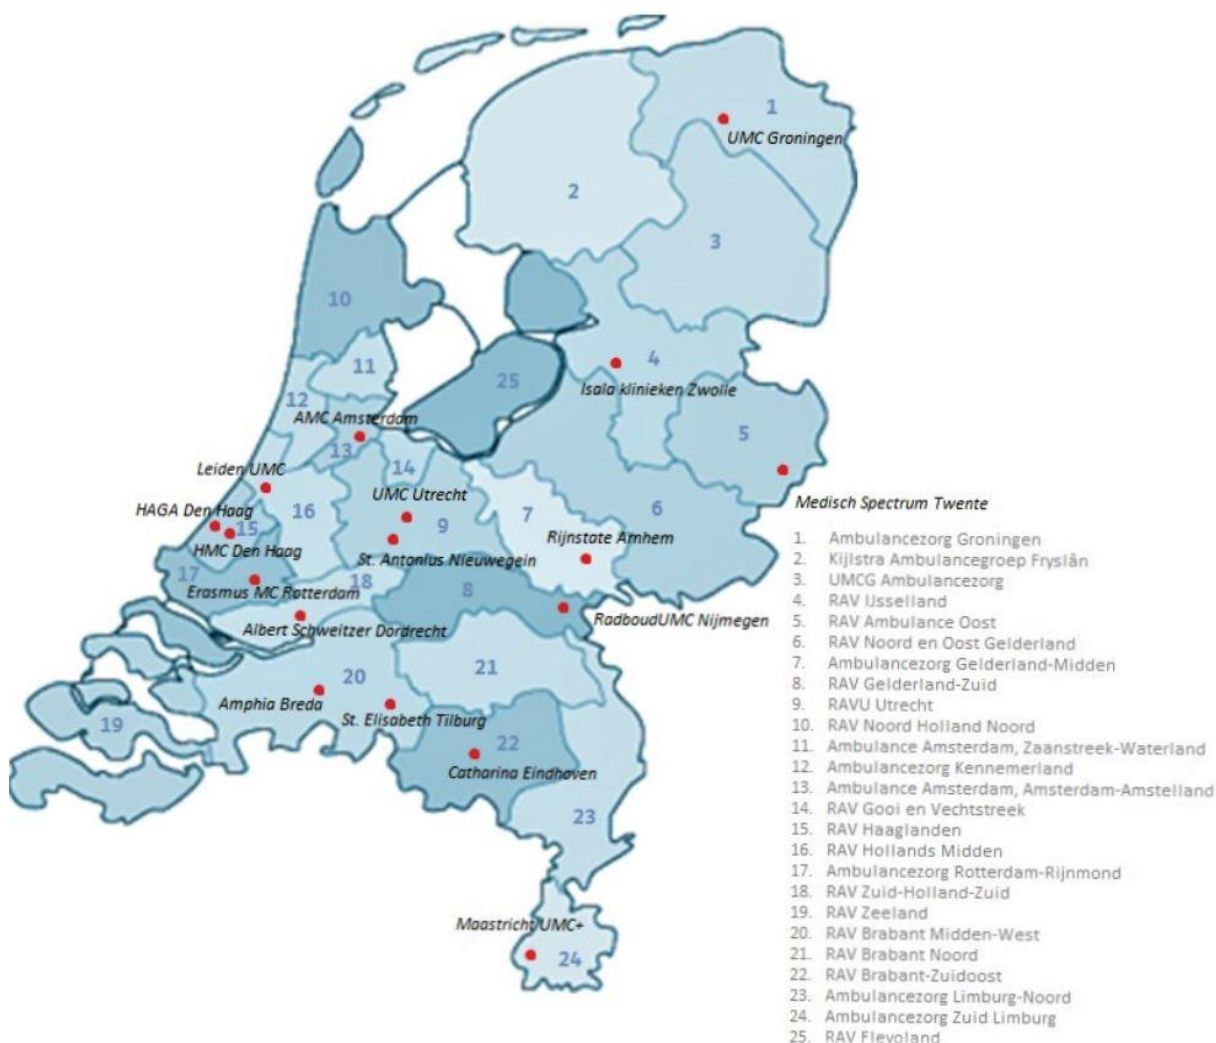 1
UMC Groningen
2
3
10
11
25
4
Isala klinieken Zwolle
12
AMC Amsterdam
13
5
14
Leiden UMC
UMC Utrecht
Medisch Spectrum Twente
HAGA Den Haag
15
16
9
7
6
HMC Den Haag
St. Antonius Nieuwegein
Rijnstate Arnhem
17
18
8
Erasmus MC Rotterdam
Albert Schweitzer Dordrecht
RadboudUMC Nijmegen
21
20
Amphia Breda
St. Elisabeth Tilburg
19
22
Catharina Eindhoven
23
Maastricht UMC+
24
1. Ambulancezorg Groningen
2. Kijlstra Ambulancegroep Fryslân
3. UMCG Ambulancezorg
4. RAV IJsselland
5. RAV Ambulance Oost
6. RAV Noord en Oost Gelderland
7. Ambulancezorg Gelderland-Midden
8. RAV Gelderland-Zuid
9. RAVU Utrecht
10. RAV Noord Holland Noord
11. Ambulance Amsterdam, Zaanstreek-Waterland
12. Ambulancezorg Kennemerland
13. Ambulance Amsterdam, Amsterdam-Amstelland
14. RAV Gooi en Vechtstreek
15. RAV Haaglanden
16. RAV Hollands Midden
17. Ambulancezorg Rotterdam-Rijnmond
18. RAV Zuid-Holland-Zuid
19. RAV Zeeland
20. RAV Brabant Midden-West
21. RAV Brabant Noord
22. RAV Brabant-Zuidoost
23. Ambulancezorg Limburg-Noord
24. Ambulancezorg Zuid Limburg
25. RAV Flevoland